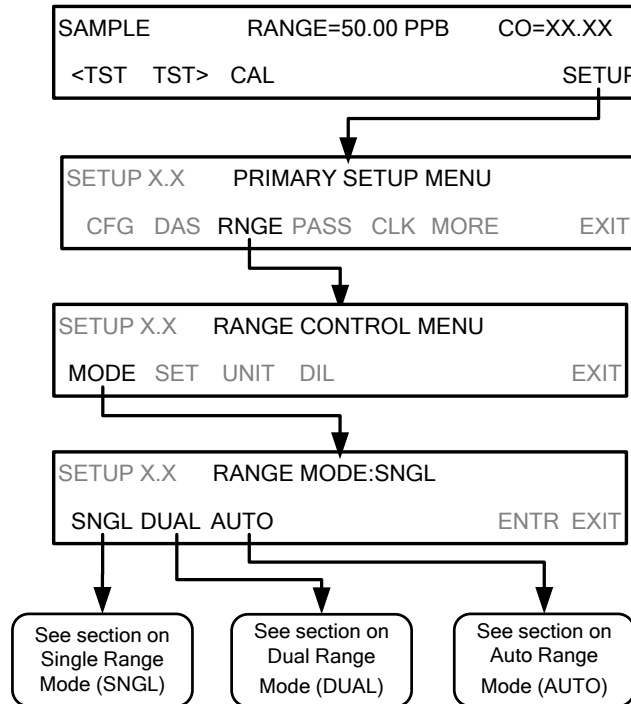 SAMPLE RANGE=50.00 PPB CO=XX.XX
<TST TST> CAL SETUP
SETUP X.X PRIMARY SETUP MENU
CFG DAS RNGE PASS CLK MORE EXIT
SETUP X.X RANGE CONTROL MENU
MODE SET UNIT DIL EXIT
SETUP X.X RANGE MODE:SNGL
SNGL DUAL AUTO ENTR EXIT
See section on
Single Range
Mode (SNGL)
See section on
Dual Range
Mode (DUAL)
See section on
Auto Range
Mode (AUTO)